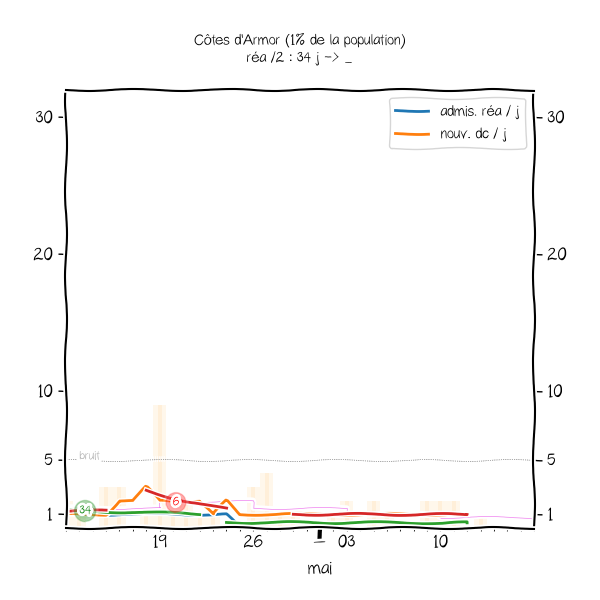 Côtes d'Armor (1% de la population)
réa /2 : 34 j -> _
30
20
10
5
1
admis. réa / j
nouv. dc / j
bruit
34
6
30
20
10
5
1
19
26
03
10
mai